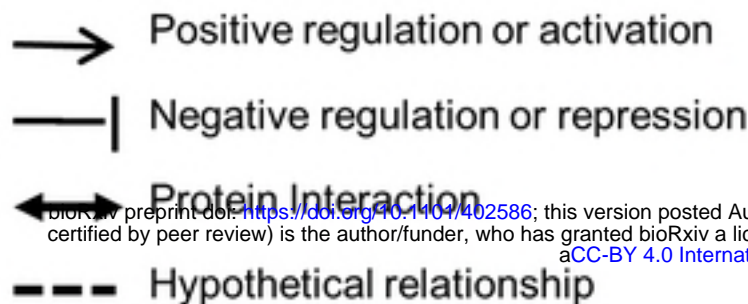 Positive regulation or activation
Negative regulation or repression
Protein Interaction
bioRxiv preprint doi: https://doi.org/10.1101/402586; this version posted Au
certified by peer review) is the author/funder, who has granted bioRxiv a lic
aCC-BY 4.0 Internat
Hypothetical relationship